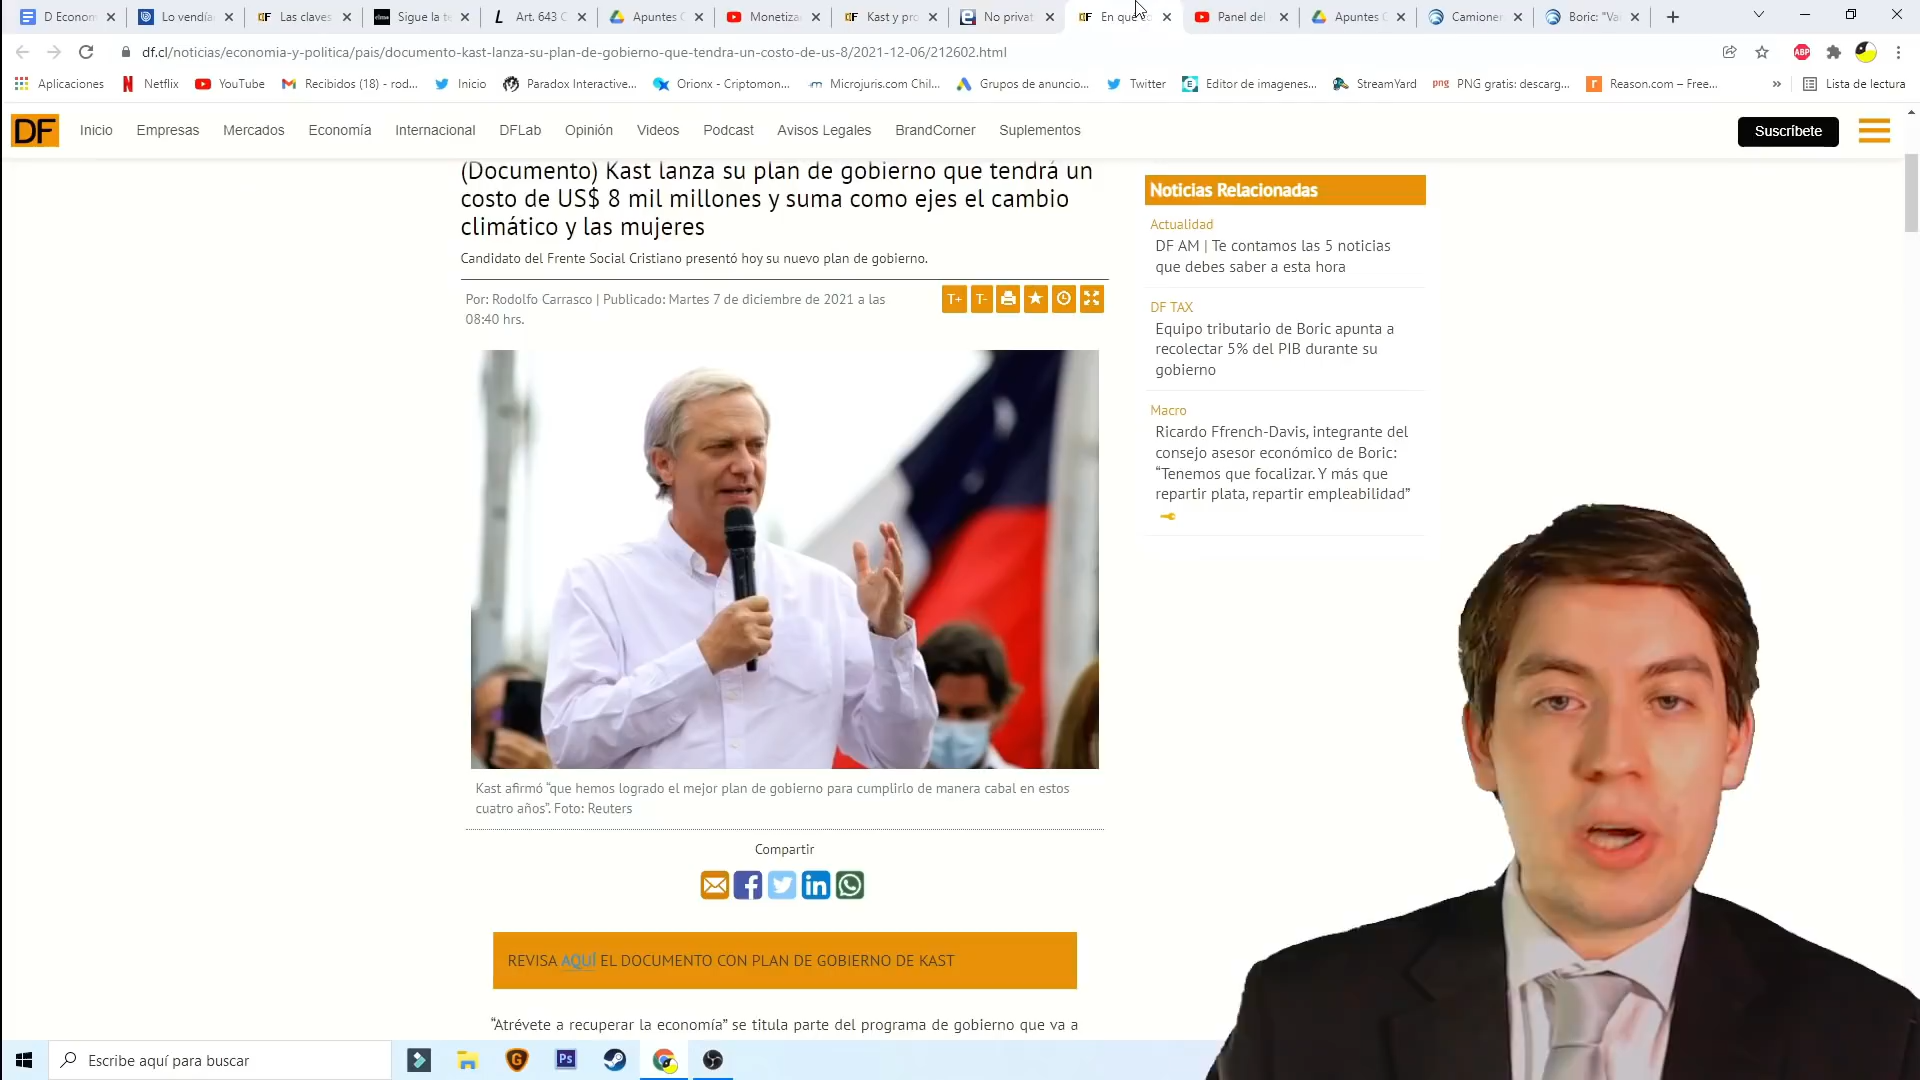 D Econom
Lo vendía
Las claves
Sigue la te
Art. 643 C
Apuntes C
Monetiza
Kast y pro
No privat
En qué
Panel del
Apuntes C
Camioner
Boric: "Va
df.cl/noticias/economia-y-politica/pais/documento-kast-lanza-su-plan-de-gobierno-que-tendra-un-costo-de-us-8/2021-12-06/212602.html
ABP
Aplicaciones
Netflix
YouTube
Recibidos (18) - rod...
Inicio
Paradox Interactive...
Orionx - Criptomon...
Microjuris.com Chil...
Grupos de anuncio...
Twitter
Editor de imagenes...
StreamYard
png PNG gratis: descarg...
Reason.com – Free...
»
Lista de lectura
DF Inicio Empresas Mercados Economía Internacional DFLab Opinión Videos Podcast Avisos Legales BrandCorner Suplementos Suscríbete
(Documento) Kast lanza su plan de gobierno que tendrá un
costo de US$ 8 mil millones y suma como ejes el cambio
climático y las mujeres
Candidato del Frente Social Cristiano presentó hoy su nuevo plan de gobierno.
Por: Rodolfo Carrasco | Publicado: Martes 7 de diciembre de 2021 a las
08:40 hrs.
T+ T-
Kast afirmó “que hemos logrado el mejor plan de gobierno para cumplirlo de manera cabal en estos
cuatro años”. Foto: Reuters
Compartir
REVISA AQUÍ EL DOCUMENTO CON PLAN DE GOBIERNO DE KAST
“Atrévete a recuperar la economía” se titula parte del programa de gobierno que va a
Noticias Relacionadas
Actualidad
DF AM | Te contamos las 5 noticias
que debes saber a esta hora
DF TAX
Equipo tributario de Boric apunta a
recolectar 5% del PIB durante su
gobierno
Macro
Ricardo Ffrench-Davis, integrante del
consejo asesor económico de Boric:
“Tenemos que focalizar. Y más que
repartir plata, repartir empleabilidad”
Escribe aquí para buscar
Ps